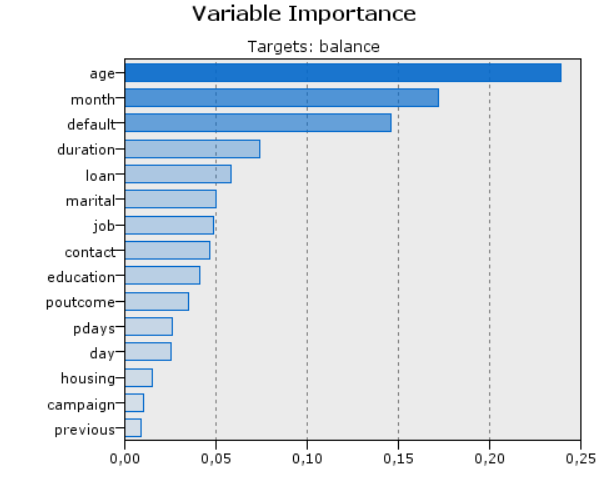 Variable Importance
Targets: balance
age
month
default
duration
loan
marital
job
contact
education
poutcome
pdays
day
housing
campaign
previous
0,00 0,05 0,10 0,15 0,20 0,25